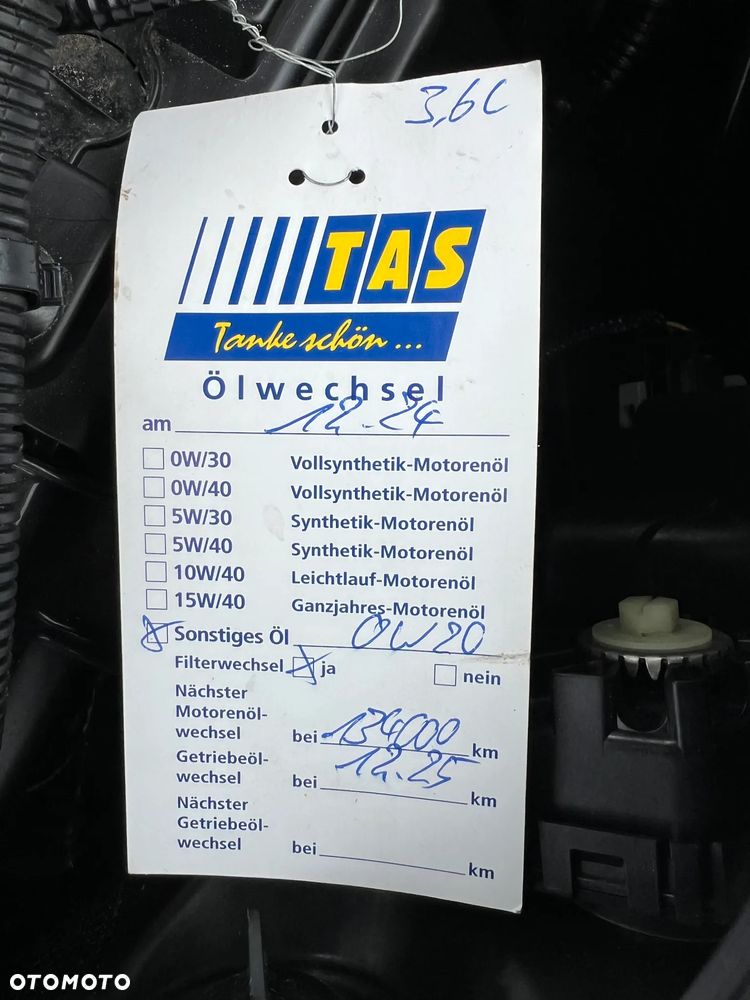 3,6L
TAS
Tanke schön ...
Ölwechsel
am 12.24
0W/30 Vollsynthetik-Motorenöl
0W/40 Vollsynthetik-Motorenöl
5W/30 Synthetik-Motorenöl
5W/40 Synthetik-Motorenöl
10W/40 Leichtlauf-Motorenöl
15W/40 Ganzjahres-Motorenöl
Sonstiges Öl 0W20
Filterwechsel ja nein
Nächster
Motorenöl-
wechsel bei 134000 km
Getriebeöl- 12.25
wechsel bei km
Nächster
Getriebeöl-
wechsel bei km
OTOMOTO